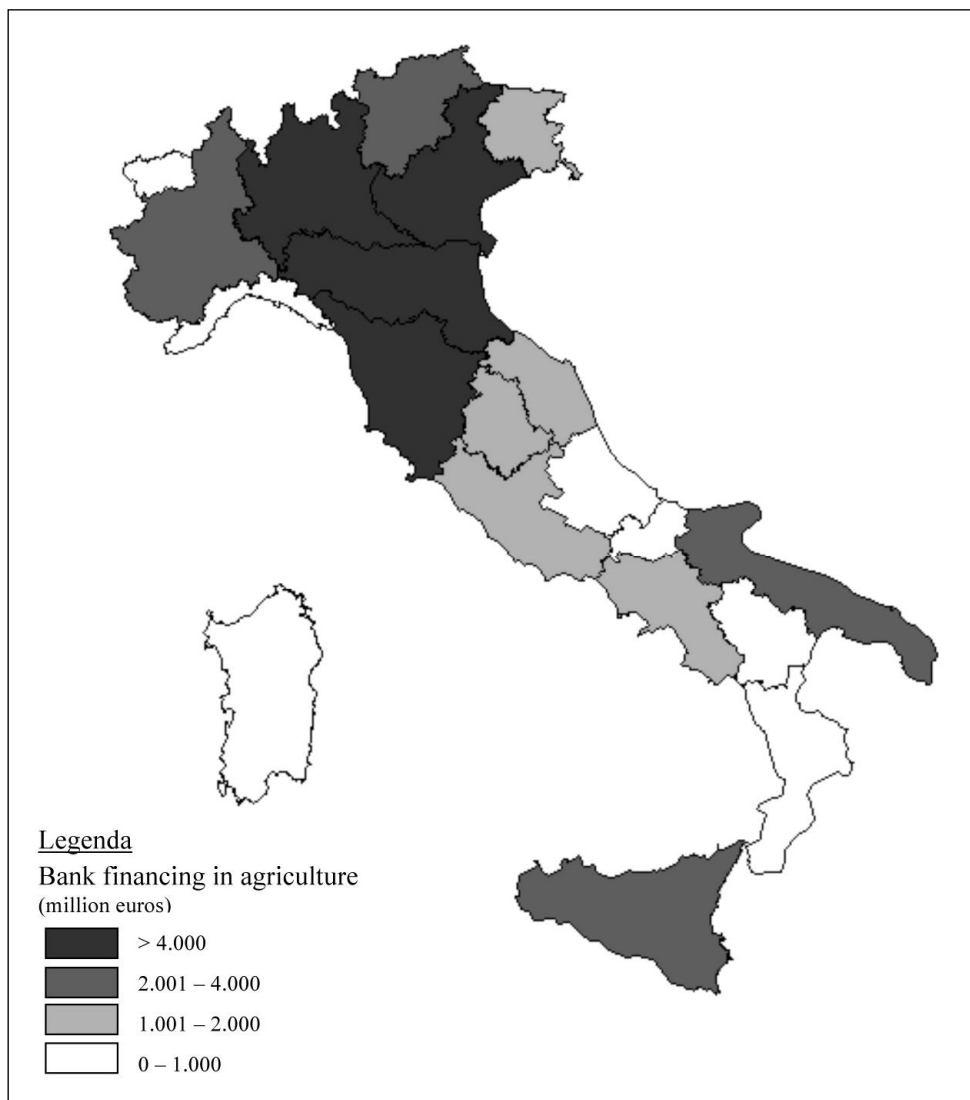 Legenda
Bank financing in agriculture
(million euros)
> 4.000
2.001 – 4.000
1.001 – 2.000
0 – 1.000